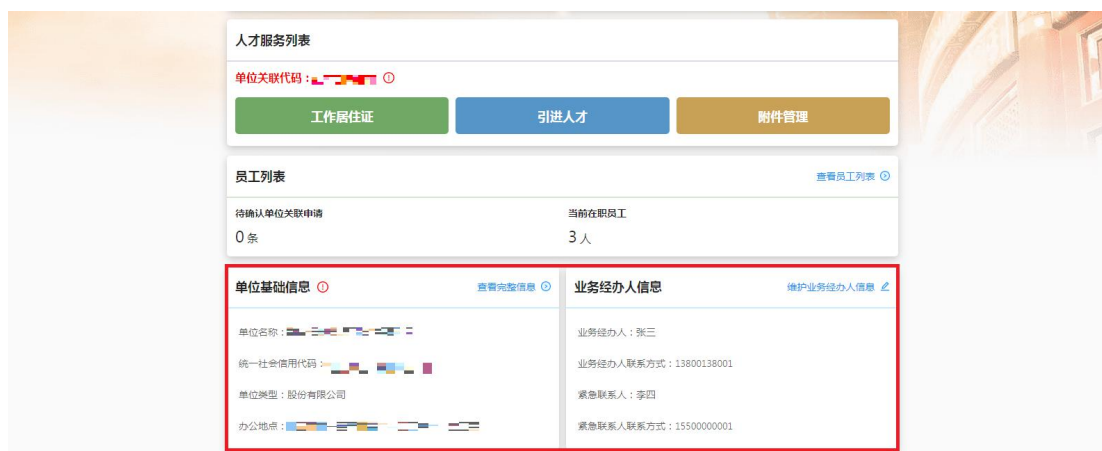 人才服务列表
单位关联代码：
工作居住证
引进人才
附件管理
员工列表
查看员工列表
待确认单位关联申请
当前在职员工
0 条
3 人
单位基础信息
查看完整信息
单位名称：
统一社会信用代码：
单位类型：股份有限公司
办公地点：
业务经办人信息
维护业务经办人信息
业务经办人：张三
业务经办人联系方式：13800138001
紧急联系人：李四
紧急联系人联系方式：15500000001